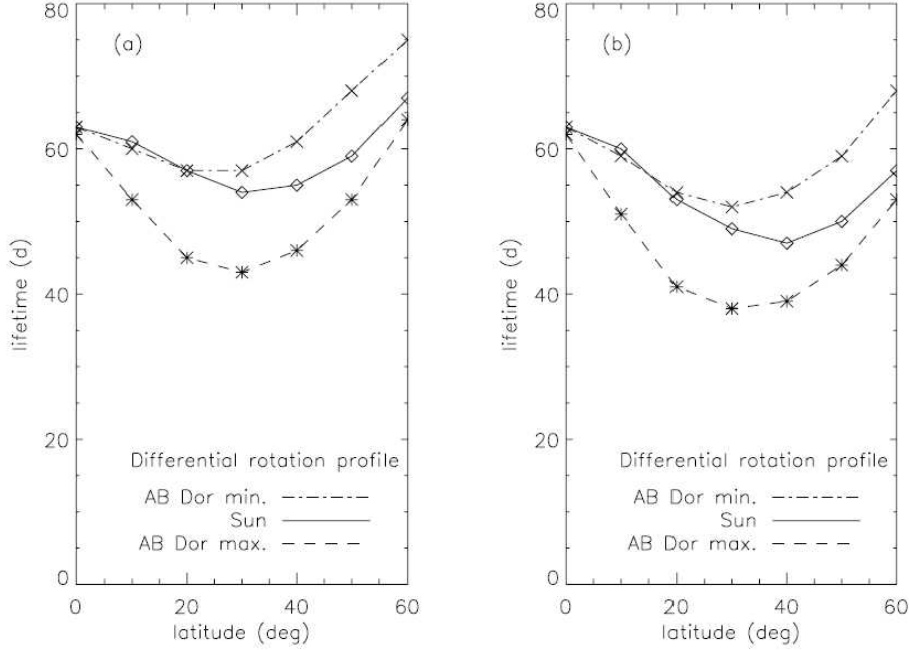 80
(a)
60
lifetime (d)
40
20
Differential rotation profile
AB Dor min.
Sun
AB Dor max.
0
0 20 40 60
latitude (deg)
80
(b)
60
lifetime (d)
40
20
Differential rotation profile
AB Dor min.
Sun
AB Dor max.
0
0 20 40 60
latitude (deg)